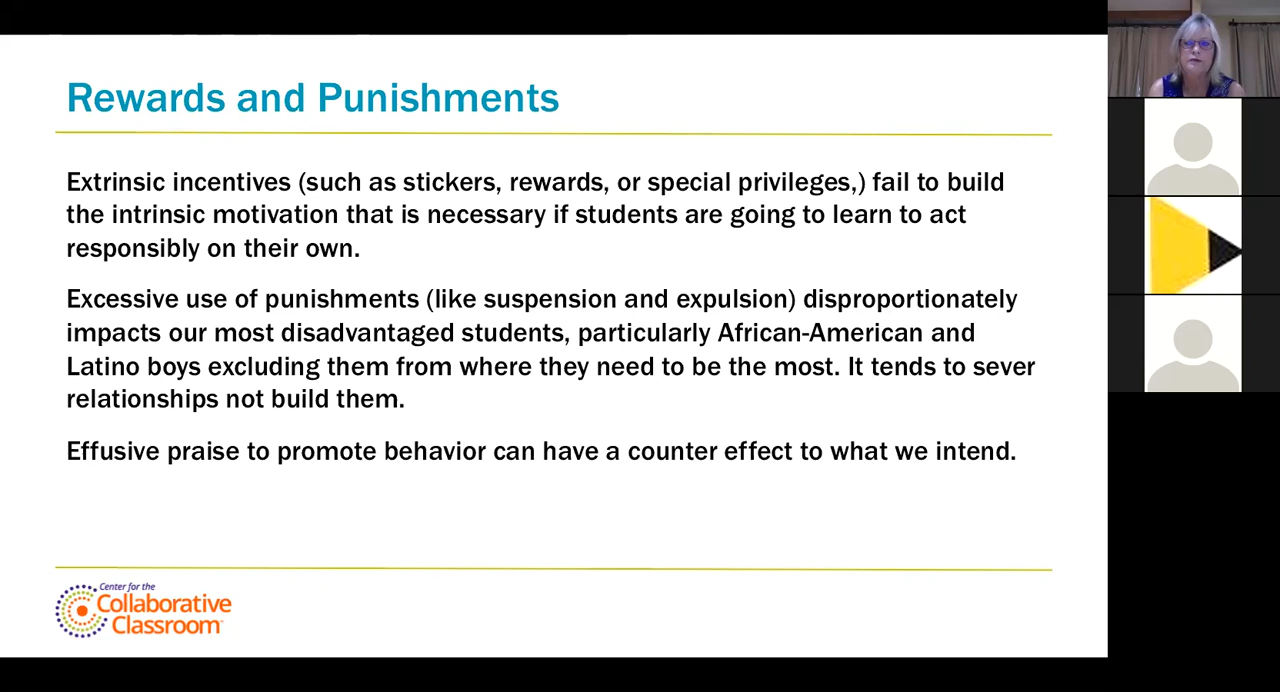 Rewards and Punishments
Extrinsic incentives (such as stickers, rewards, or special privileges,) fail to build
the intrinsic motivation that is necessary if students are going to learn to act
responsibly on their own.
Excessive use of punishments (like suspension and expulsion) disproportionately
impacts our most disadvantaged students, particularly African-American and
Latino boys excluding them from where they need to be the most. It tends to sever
relationships not build them.
Effusive praise to promote behavior can have a counter effect to what we intend.
Center for the
Collaborative
Classroom